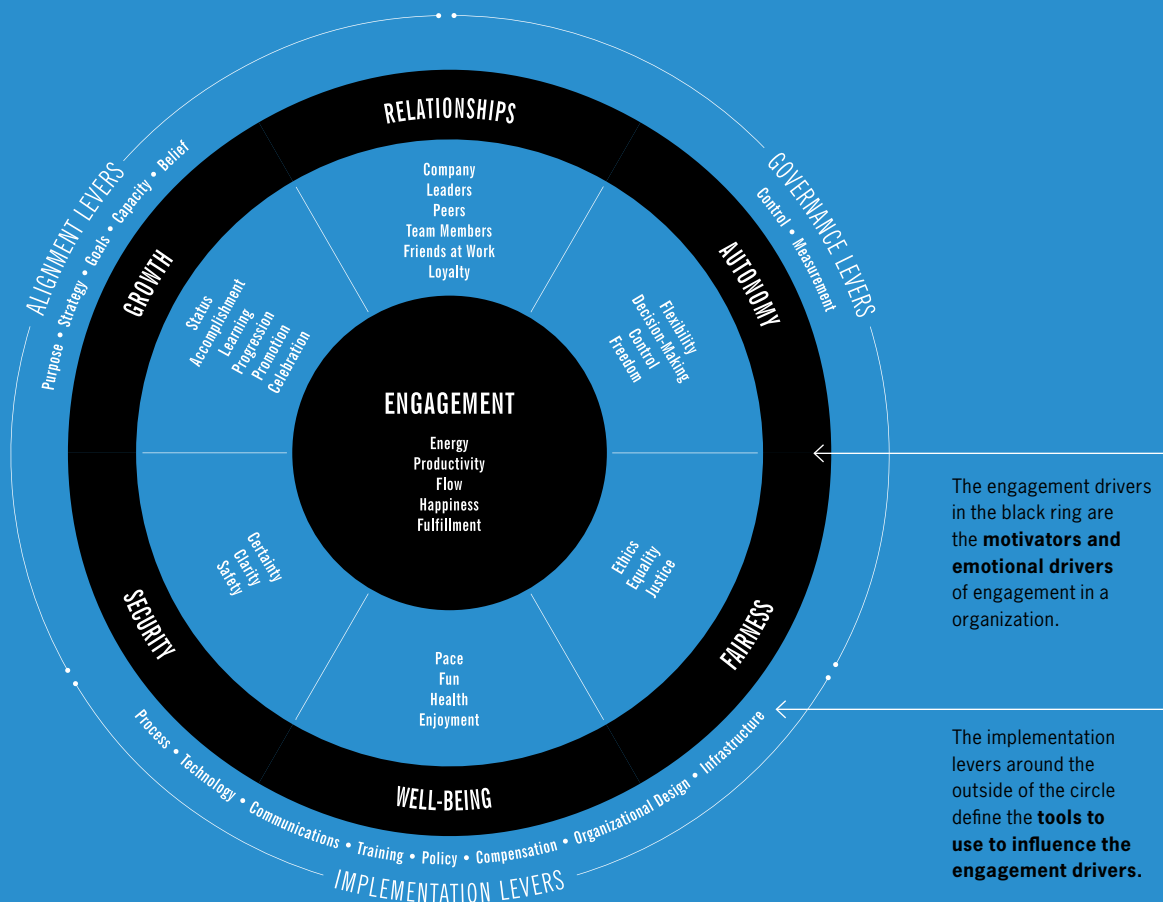 ALIGNMENT LEVERS
Purpose • Strategy • Goals • Capacity • Belief
GOVERNANCE LEVERS
Control • Measurement
RELATIONSHIPS
Company
Leaders
Peers
Team Members
Friends at Work
Loyalty
GROWTH
Status
Accomplishment
Learning
Progression
Promotion
Celebration
AUTONOMY
Flexibility
Decision-Making
Control
Freedom
ENGAGEMENT
Energy
Productivity
Flow
Happiness
Fulfillment
SECURITY
Certainty
Clarity
Safety
FAIRNESS
Ethics
Equality
Justice
WELL-BEING
Pace
Fun
Health
Enjoyment
Process • Technology • Communications • Training • Policy • Compensation • Organizational Design • Infrastructure
IMPLEMENTATION LEVERS
The engagement drivers
in the black ring are
the motivators and
emotional drivers
of engagement in a
organization.
The implementation
levers around the
outside of the circle
define the tools to
use to influence the
engagement drivers.